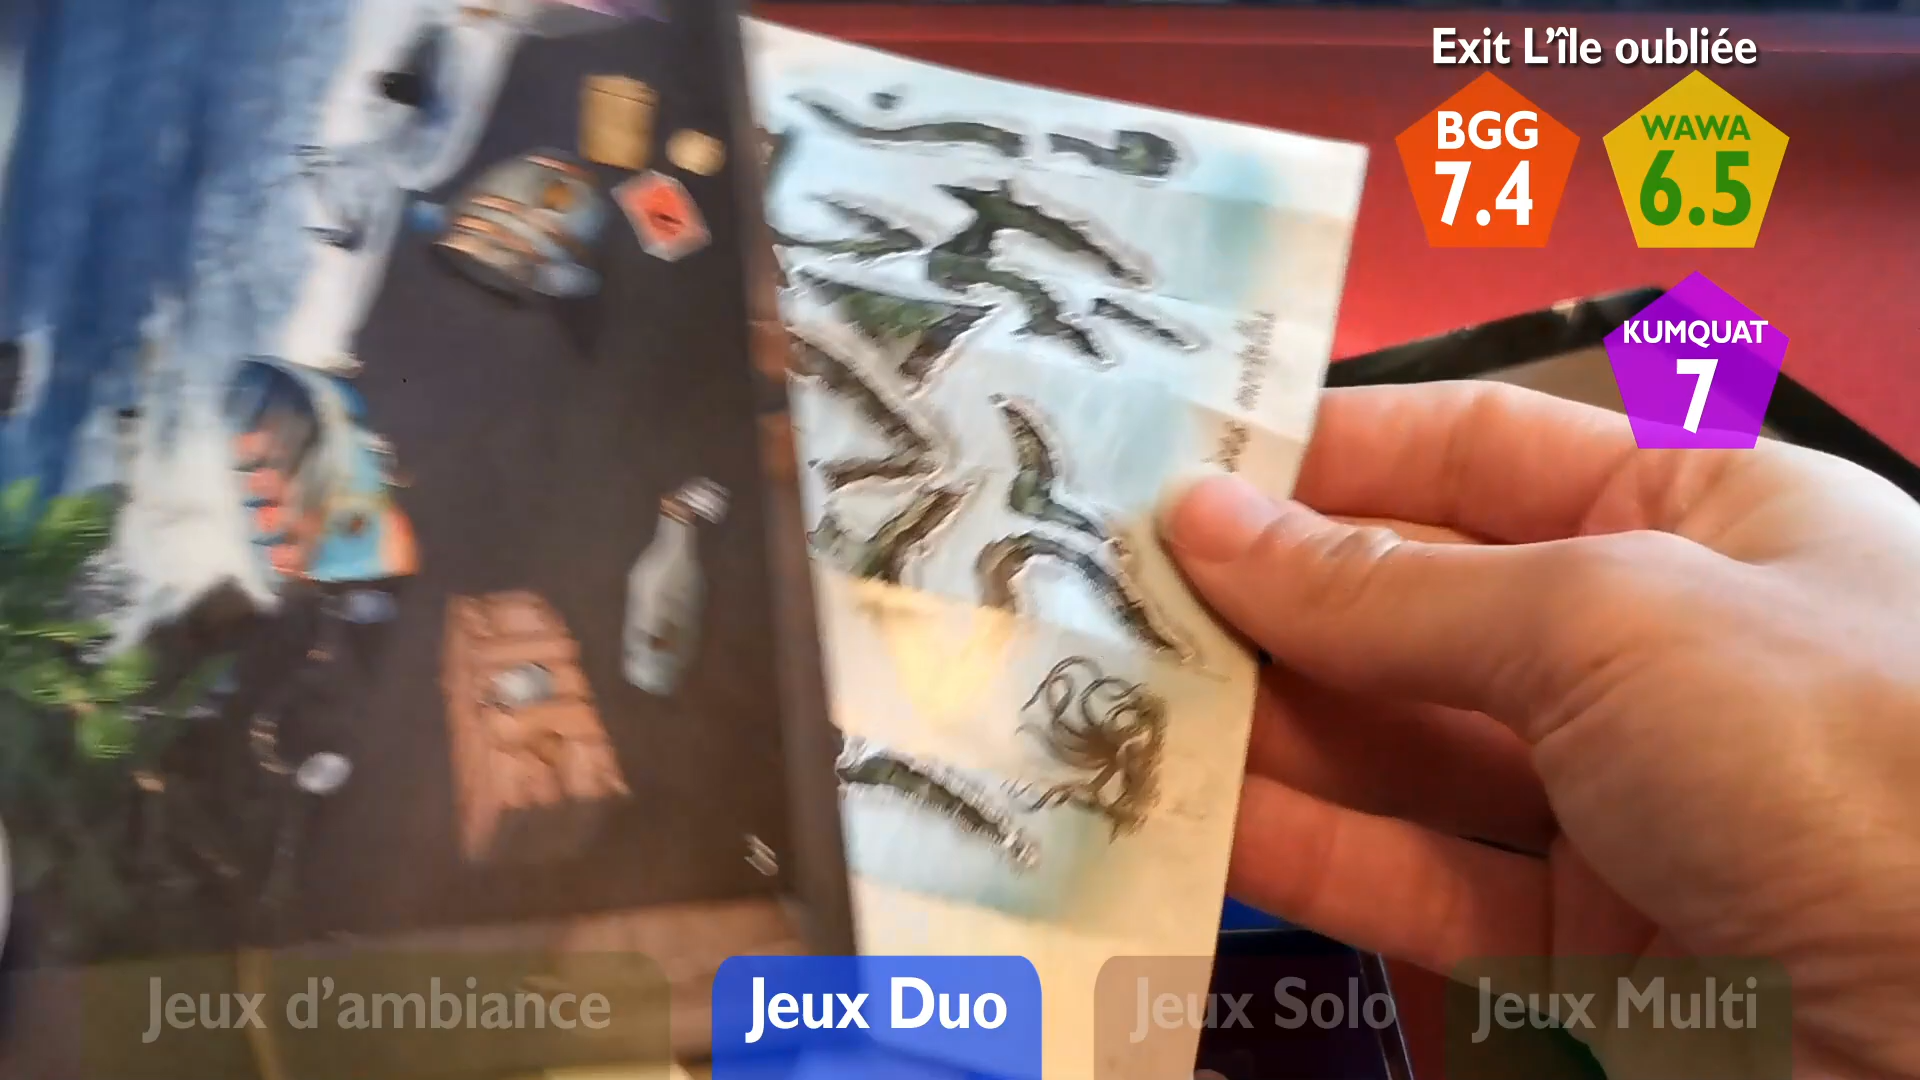 Exit L’île oubliée
BGG
7.4
WAWA
6.5
KUMQUAT
7
Jeux d’ambiance
Jeux Duo
Jeux Solo
Jeux Multi